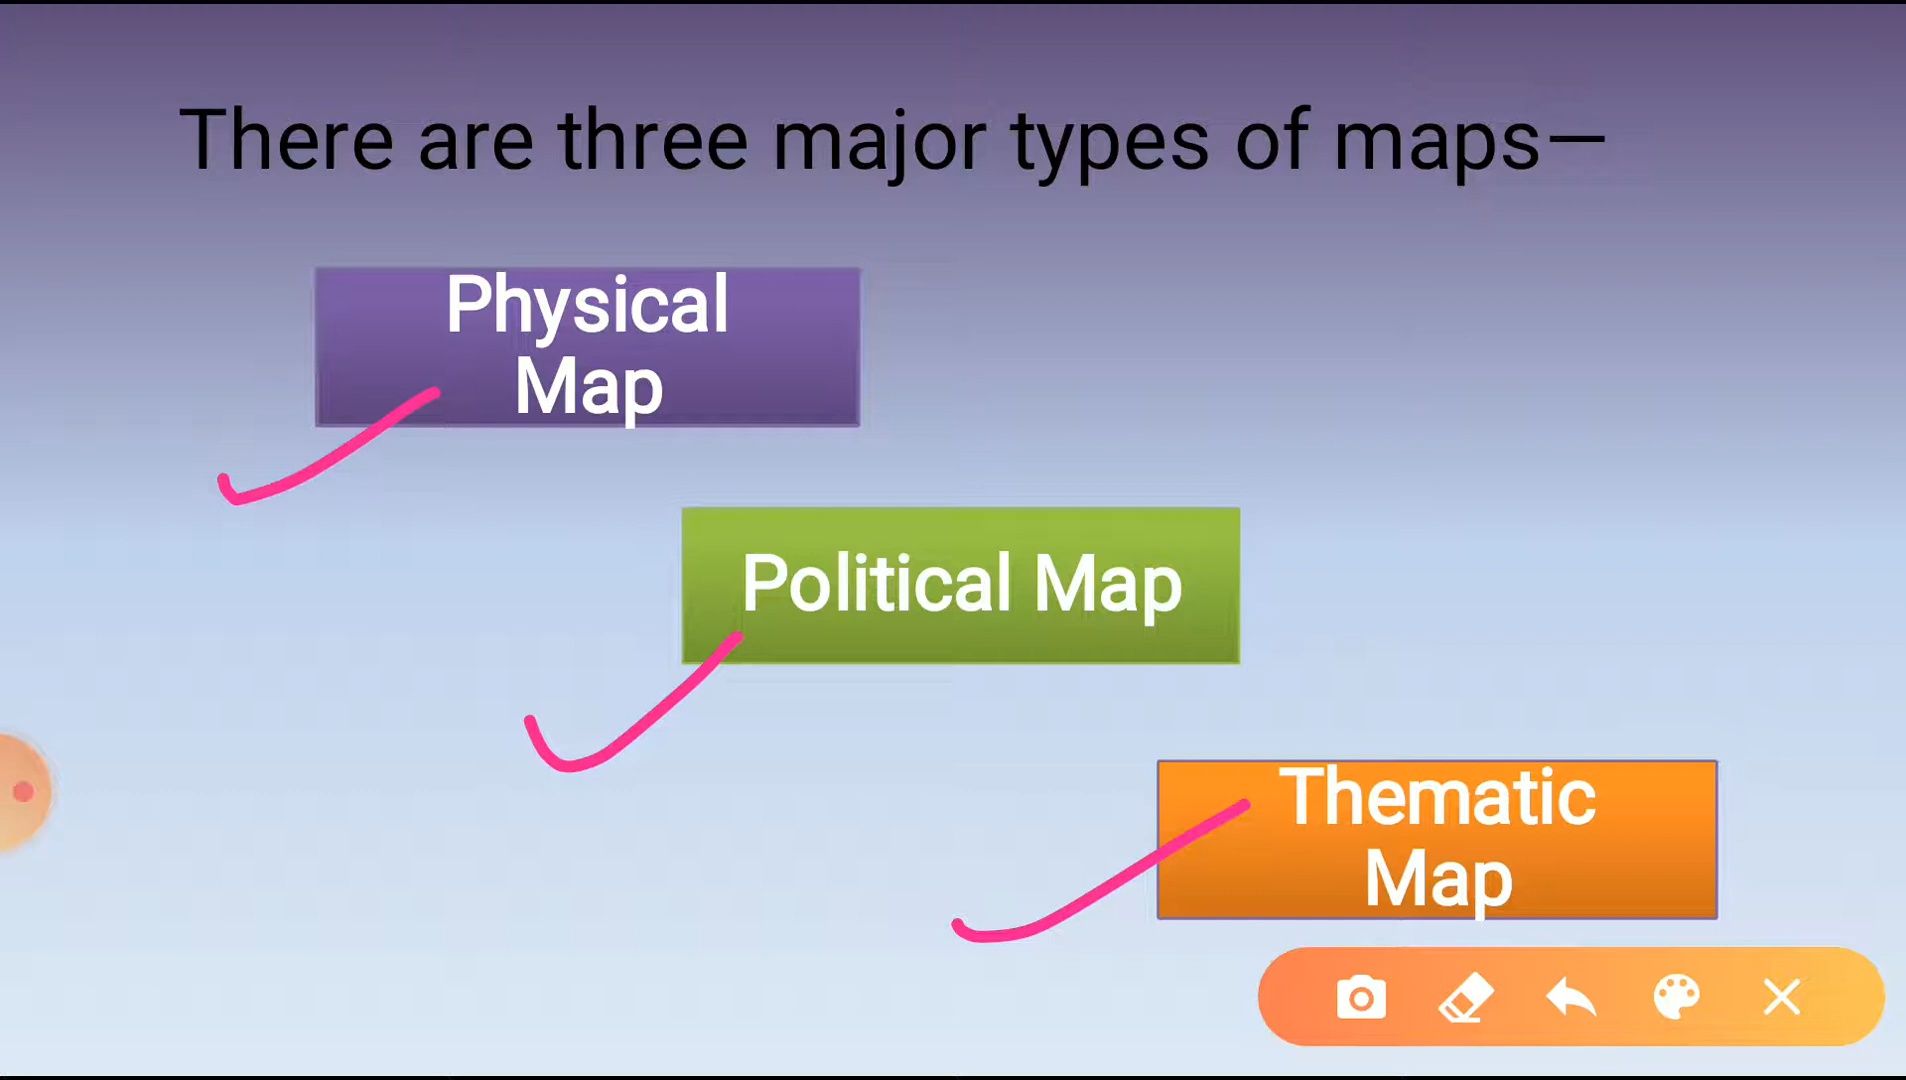 There are three major types of maps—
Physical
Map
Political Map
Thematic
Map